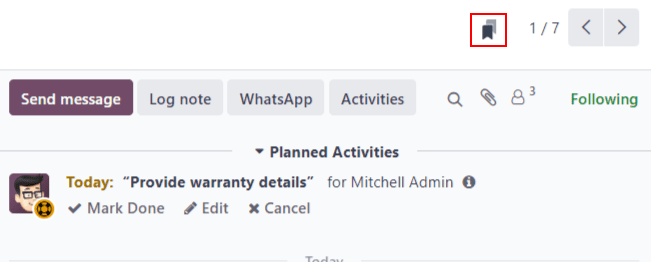 1 / 7
Send message Log note WhatsApp Activities 3 Following
Planned Activities
Today: “Provide warranty details” for Mitchell Admin
Mark Done Edit Cancel
Today